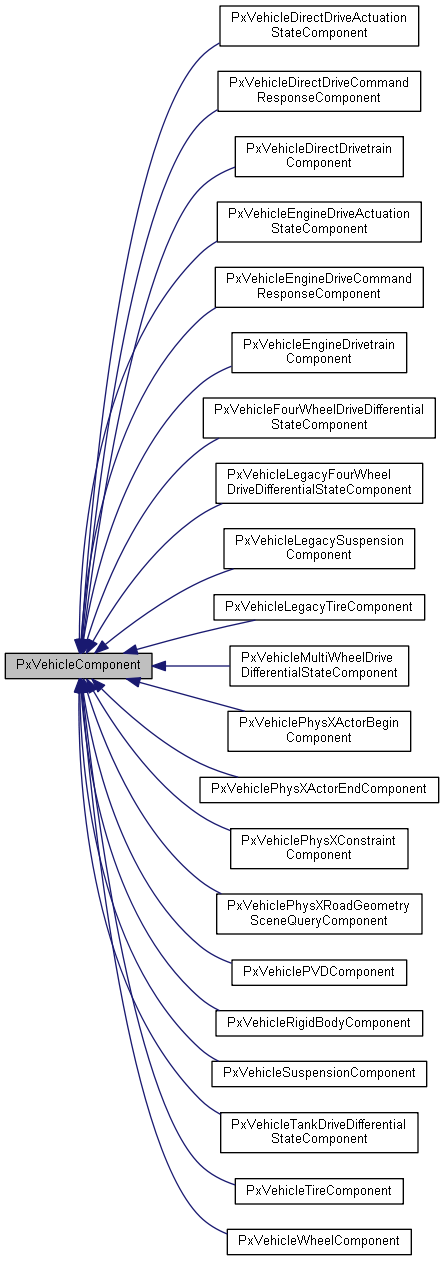 PxVehicleDirectDriveActuation
StateComponent
PxVehicleDirectDriveCommand
ResponseComponent
PxVehicleDirectDrivetrain
Component
PxVehicleEngineDriveActuation
StateComponent
PxVehicleEngineDriveCommand
ResponseComponent
PxVehicleEngineDrivetrain
Component
PxVehicleFourWheelDriveDifferential
StateComponent
PxVehicleLegacyFourWheel
DriveDifferentialStateComponent
PxVehicleLegacySuspension
Component
PxVehicleLegacyTireComponent
PxVehicleComponent
PxVehicleMultiWheelDrive
DifferentialStateComponent
PxVehiclePhysXActorBegin
Component
PxVehiclePhysXActorEndComponent
PxVehiclePhysXConstraint
Component
PxVehiclePhysXRoadGeometry
SceneQueryComponent
PxVehiclePVDComponent
PxVehicleRigidBodyComponent
PxVehicleSuspensionComponent
PxVehicleTankDriveDifferential
StateComponent
PxVehicleTireComponent
PxVehicleWheelComponent